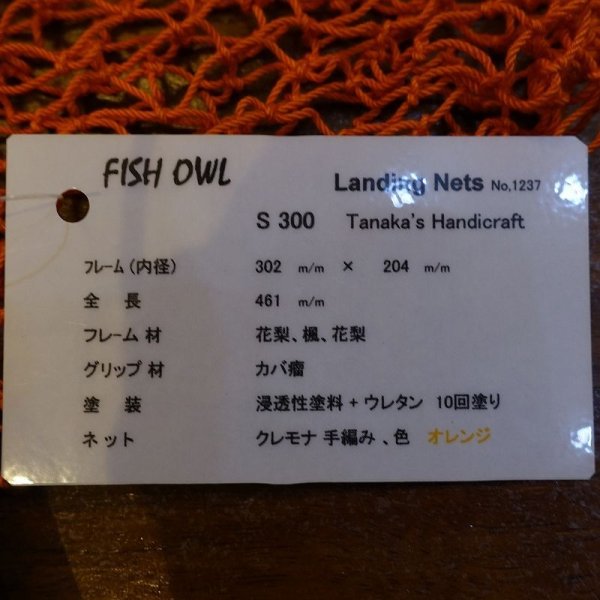 FISH OWL
Landing Nets No,1237
S 300 Tanaka's Handicraft
フレーム(内径) 302 m/m × 204 m/m
全 長 461 m/m
フレーム 材 花梨、楓、花梨
グリップ 材 カバ瘤
塗 装 浸透性塗料 + ウレタン 10回塗り
ネット クレモナ 手編み 、色 オレンジ